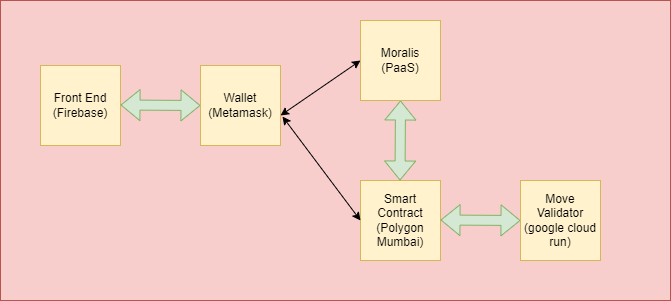 Front End
(Firebase)
Wallet
(Metamask)
Moralis
(PaaS)
Smart
Contract
(Polygon
Mumbai)
Move
Validator
(google cloud
run)